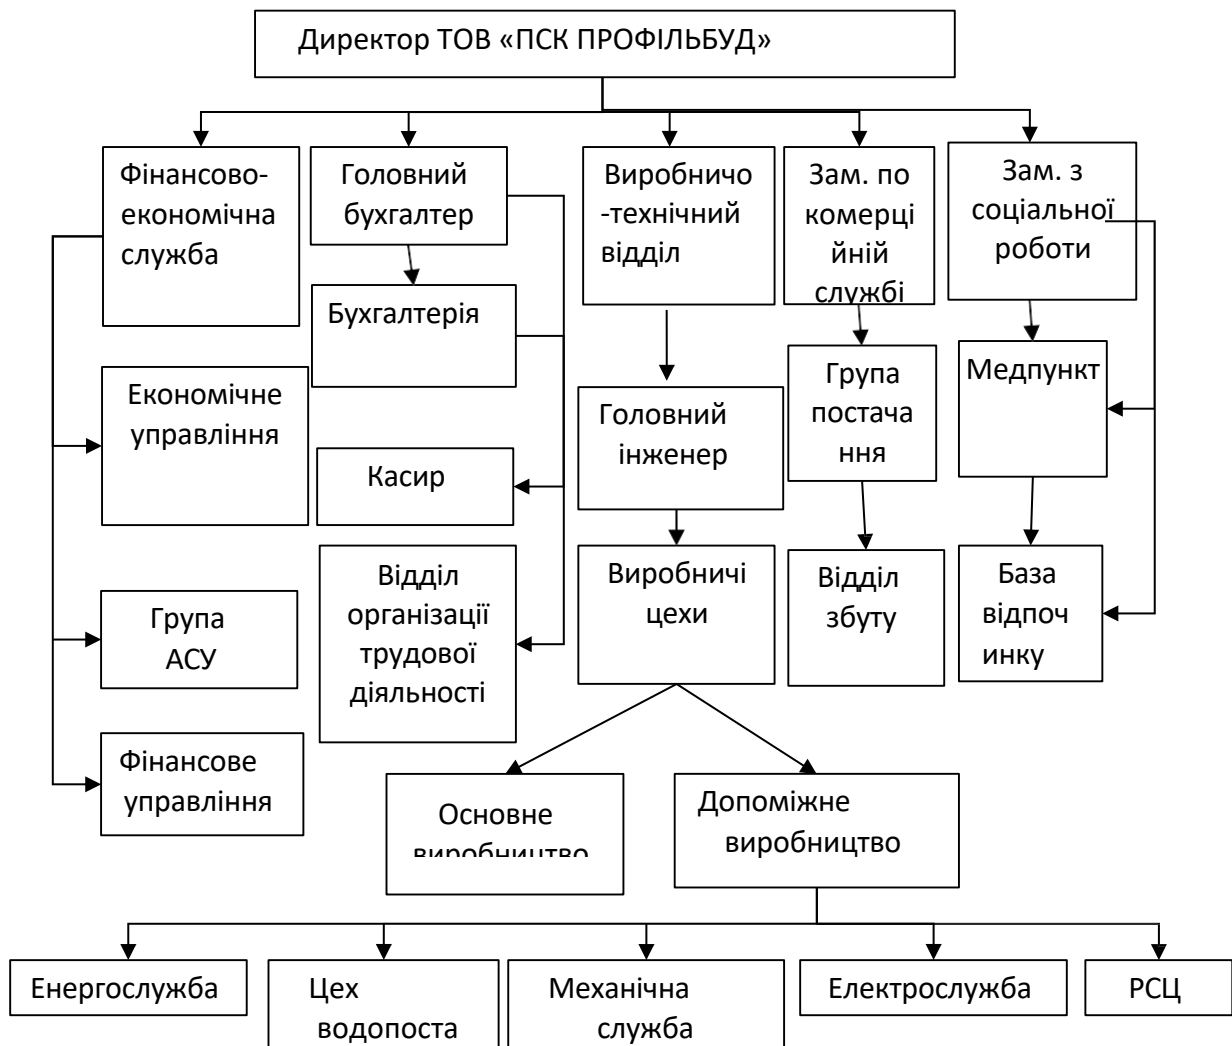 Директор ТОВ «ПСК ПРОФІЛЬБУД»
Фінансово-
економічна
служба
Головний
бухгалтер
Виробничо
-технічний
відділ
Зам. по
комерці
йній
службі
Зам. з
соціальної
роботи
Бухгалтерія
Економічне
управління
Головний
інженер
Група
постача
ння
Медпункт
Касир
Відділ
організації
трудової
діяльності
Виробничі
цехи
Відділ
збуту
База
відпоч
инку
Група
АСУ
Фінансове
управління
Основне
виробництво
Допоміжне
виробництво
Енергослужба
Цех
водопоста
Механічна
служба
Електрослужба
РСЦ